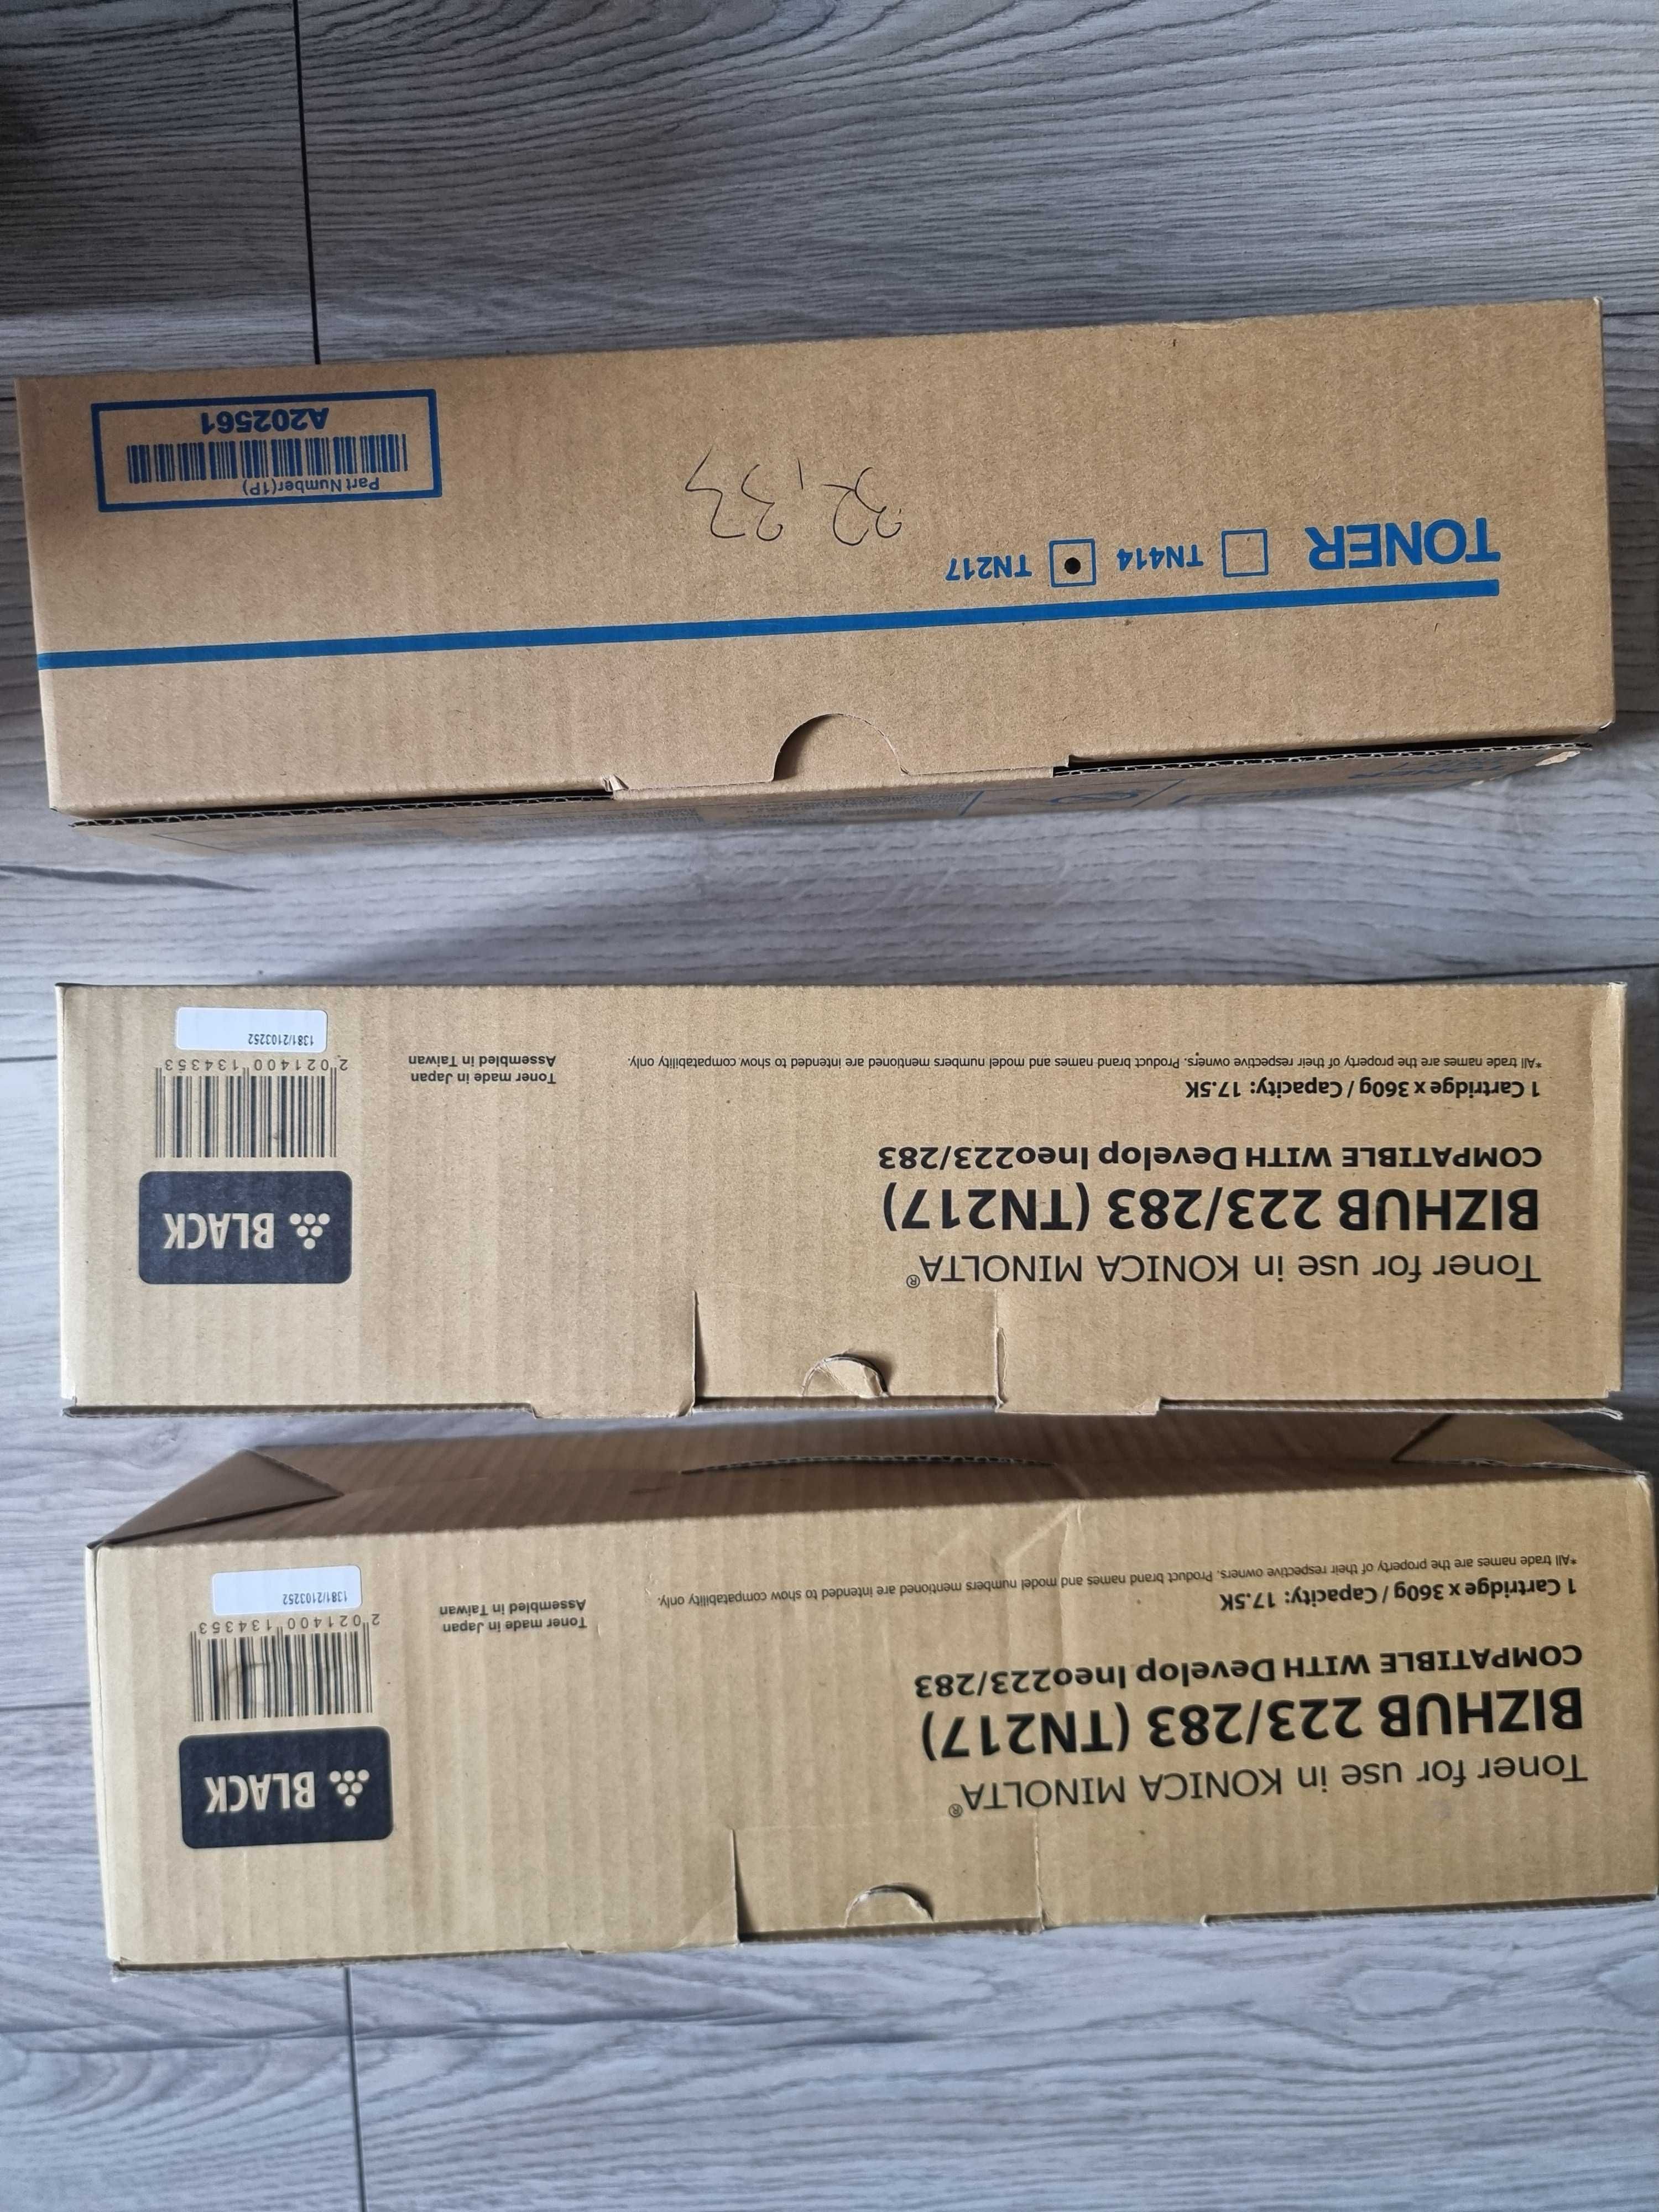 TONER
TN414
TN217
32,33
Part Number(1P)
A202561
Toner for use in KONICA MINOLTA®
BIZHUB 223/283 (TN217)
COMPATIBLE WITH Develop Ineo223/283
1 Cartridge x 360g / Capacity: 17.5K
*All trade names are the property of their respective owners. Product brand names and model numbers mentioned are intended to show compatability only.
BLACK
2 021400 134353
1381/2103252
Toner made in Japan
Assembled in Taiwan
Toner for use in KONICA MINOLTA®
BIZHUB 223/283 (TN217)
COMPATIBLE WITH Develop Ineo223/283
1 Cartridge x 360g / Capacity: 17.5K
*All trade names are the property of their respective owners. Product brand names and model numbers mentioned are intended to show compatability only.
BLACK
2 021400 134353
1381/2103252
Toner made in Japan
Assembled in Taiwan